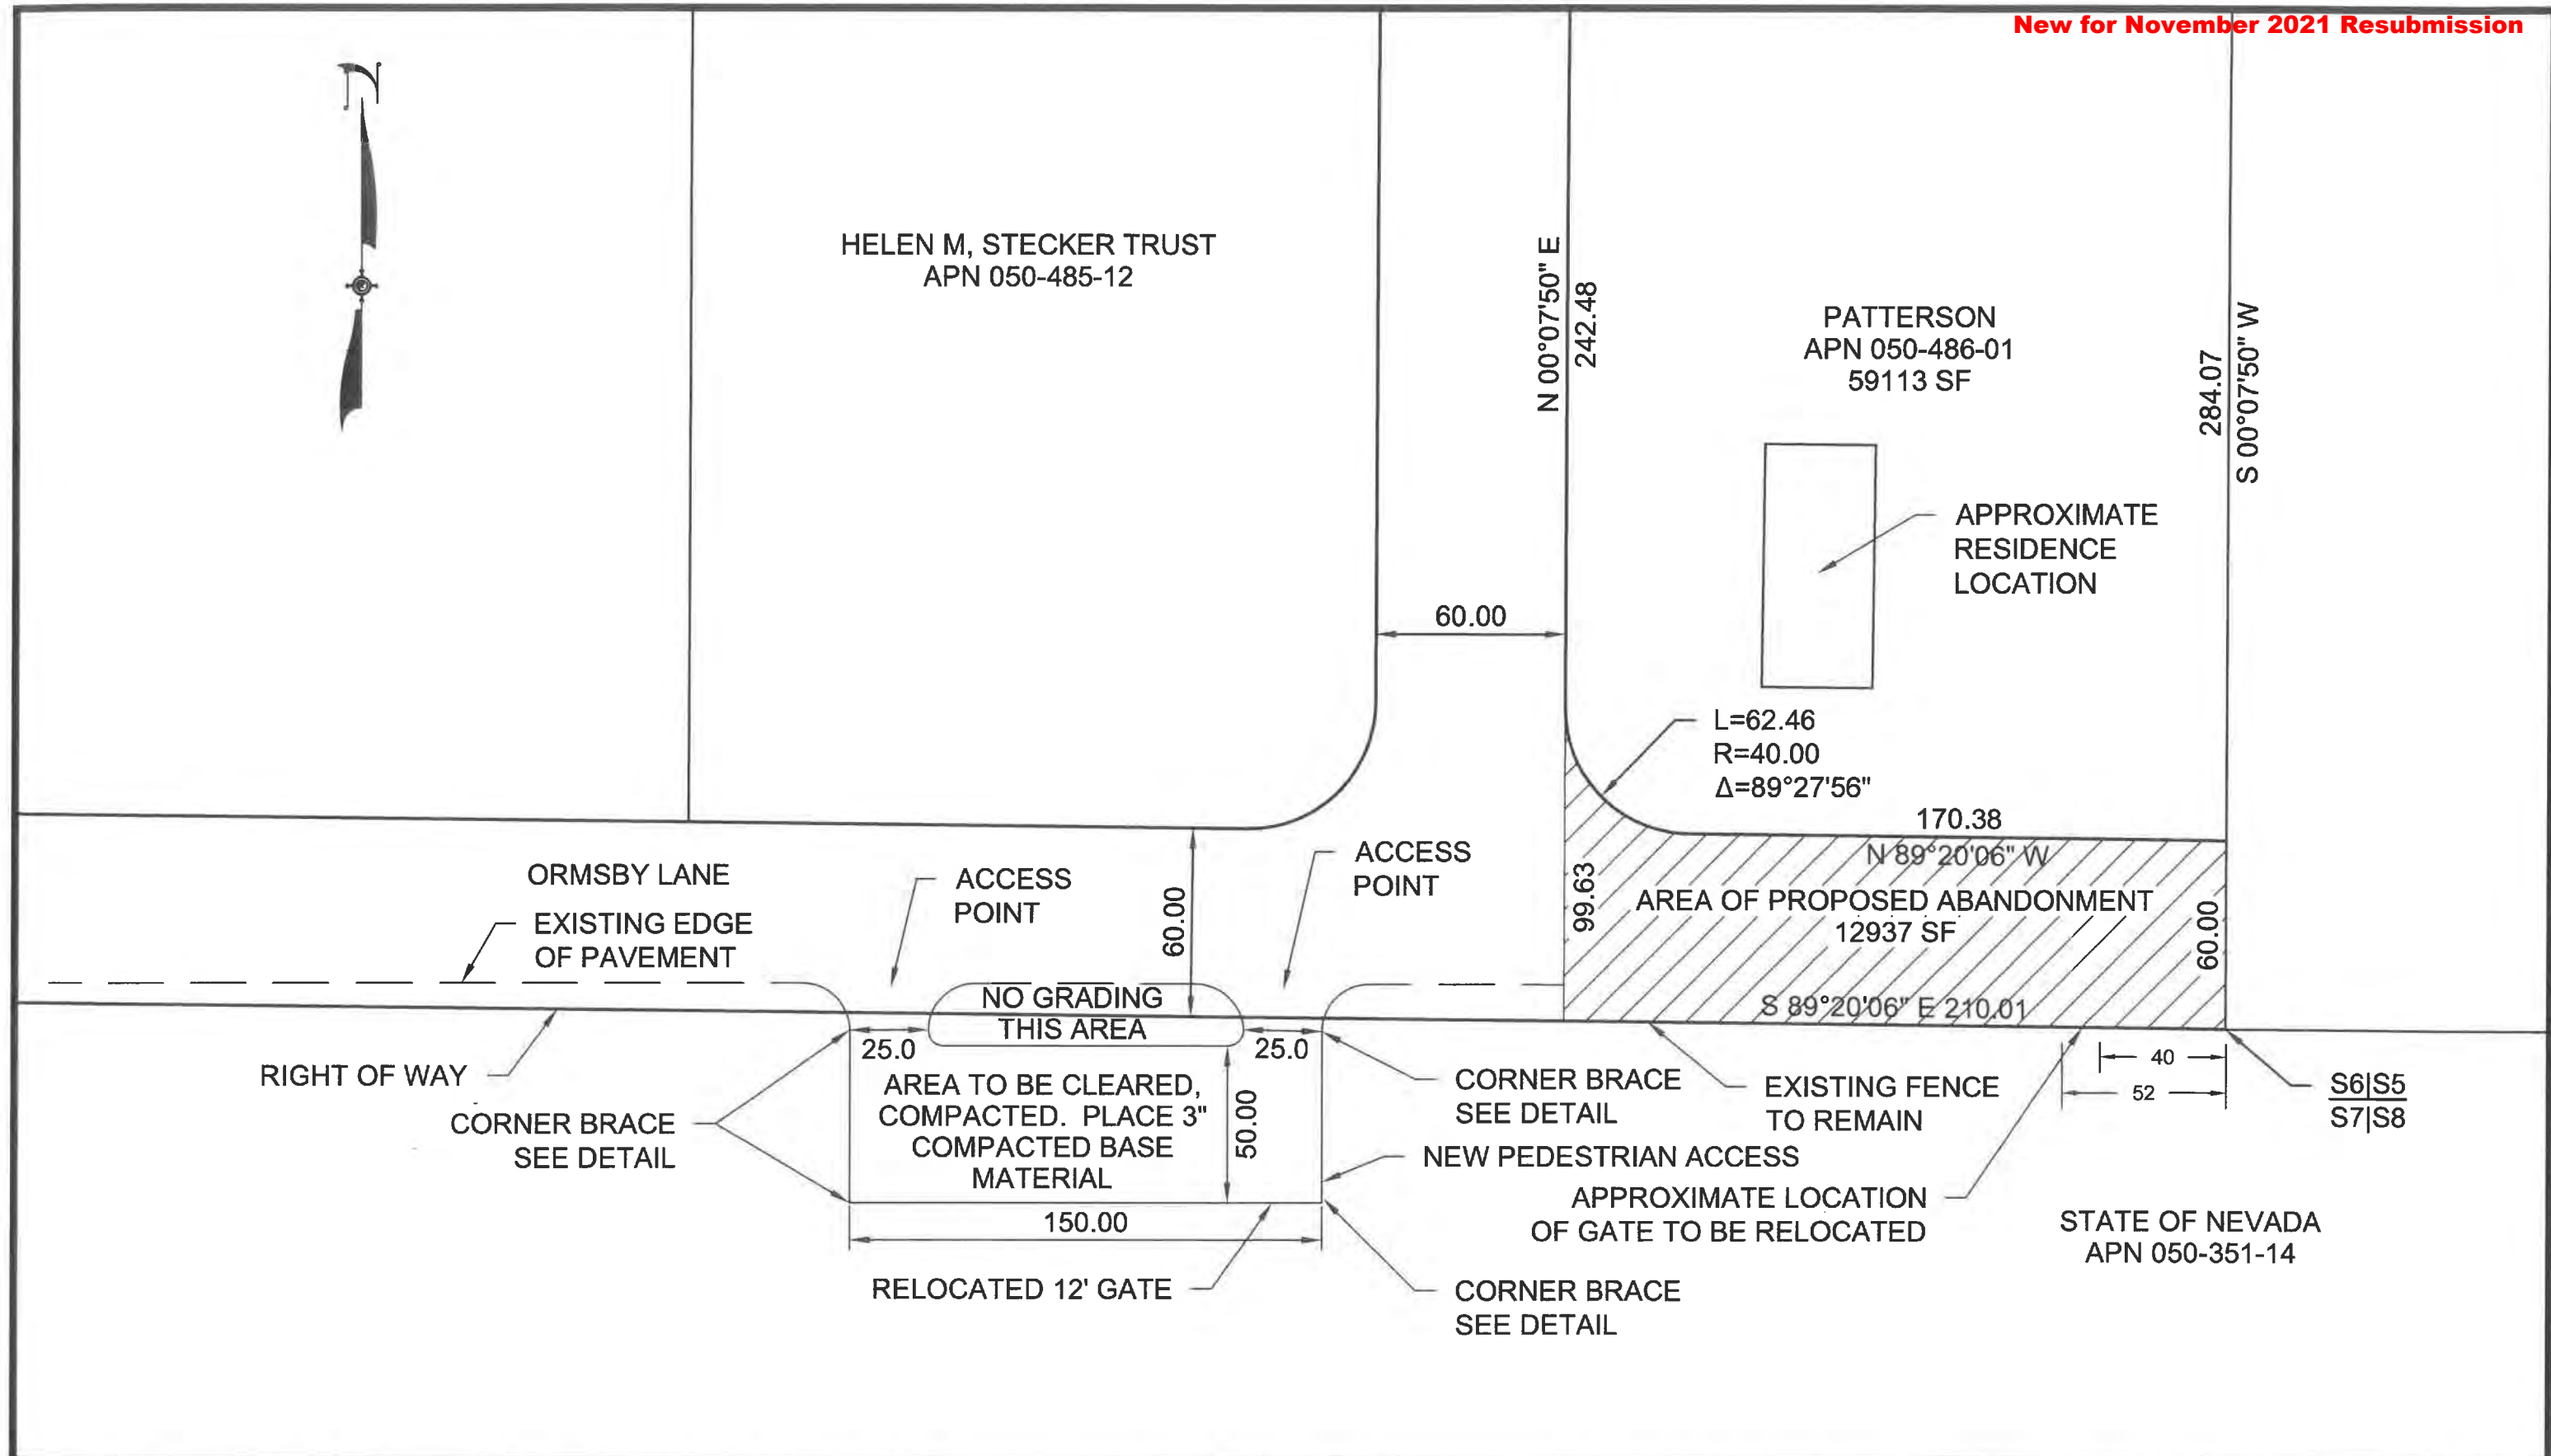 New for November 2021 Resubmission
HELEN M, STECKER TRUST
APN 050-485-12
N 00°07'50" E
242.48
PATTERSON
APN 050-486-01
59113 SF
284.07
S 00°07'50" W
APPROXIMATE
RESIDENCE
LOCATION
60.00
L=62.46
R=40.00
Δ=89°27'56"
170.38
N 89°20'06" W
ORMSBY LANE
EXISTING EDGE
OF PAVEMENT
ACCESS
POINT
60.00
ACCESS
POINT
99.63
AREA OF PROPOSED ABANDONMENT
12937 SF
60.00
S 89°20'06" E 210.01
NO GRADING
THIS AREA
25.0
25.0
RIGHT OF WAY
CORNER BRACE
SEE DETAIL
AREA TO BE CLEARED,
COMPACTED. PLACE 3"
COMPACTED BASE
MATERIAL
50.00
150.00
RELOCATED 12' GATE
CORNER BRACE
SEE DETAIL
NEW PEDESTRIAN ACCESS
EXISTING FENCE
TO REMAIN
40
52
S6|S5
S7|S8
APPROXIMATE LOCATION
OF GATE TO BE RELOCATED
STATE OF NEVADA
APN 050-351-14
CORNER BRACE
SEE DETAIL